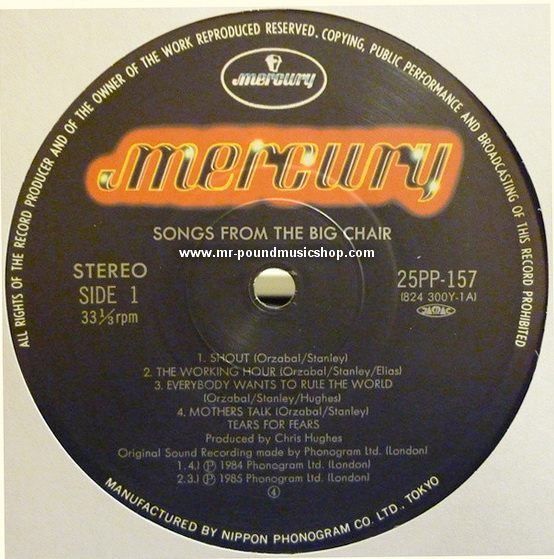 ALL RIGHTS OF THE RECORD PRODUCER AND OF THE OWNER OF THE WORK REPRODUCED RESERVED. COPYING, PUBLIC PERFORMANCE AND BROADCASTING OF THIS RECORD PROHIBITED
mercury
mercury
SONGS FROM THE BIG CHAIR
www.mr-poundmusicshop.com
STEREO
SIDE 1
33 1/3 rpm
25PP-157
(824 300Y-1A)
1. SHOUT (Orzabal/Stanley)
2. THE WORKING HOUR (Orzabal/Stanley/Elias)
3. EVERYBODY WANTS TO RULE THE WORLD
(Orzabal/Stanley/Hughes)
4. MOTHERS TALK (Orzabal/Stanley)
TEARS FOR FEARS
Produced by Chris Hughes
Original Sound Recording made by Phonogram Ltd. (London)
1.4.) Ⓟ 1984 Phonogram Ltd. (London)
2.3.) Ⓟ 1985 Phonogram Ltd. (London)
④
MANUFACTURED BY NIPPON PHONOGRAM CO. LTD., TOKYO